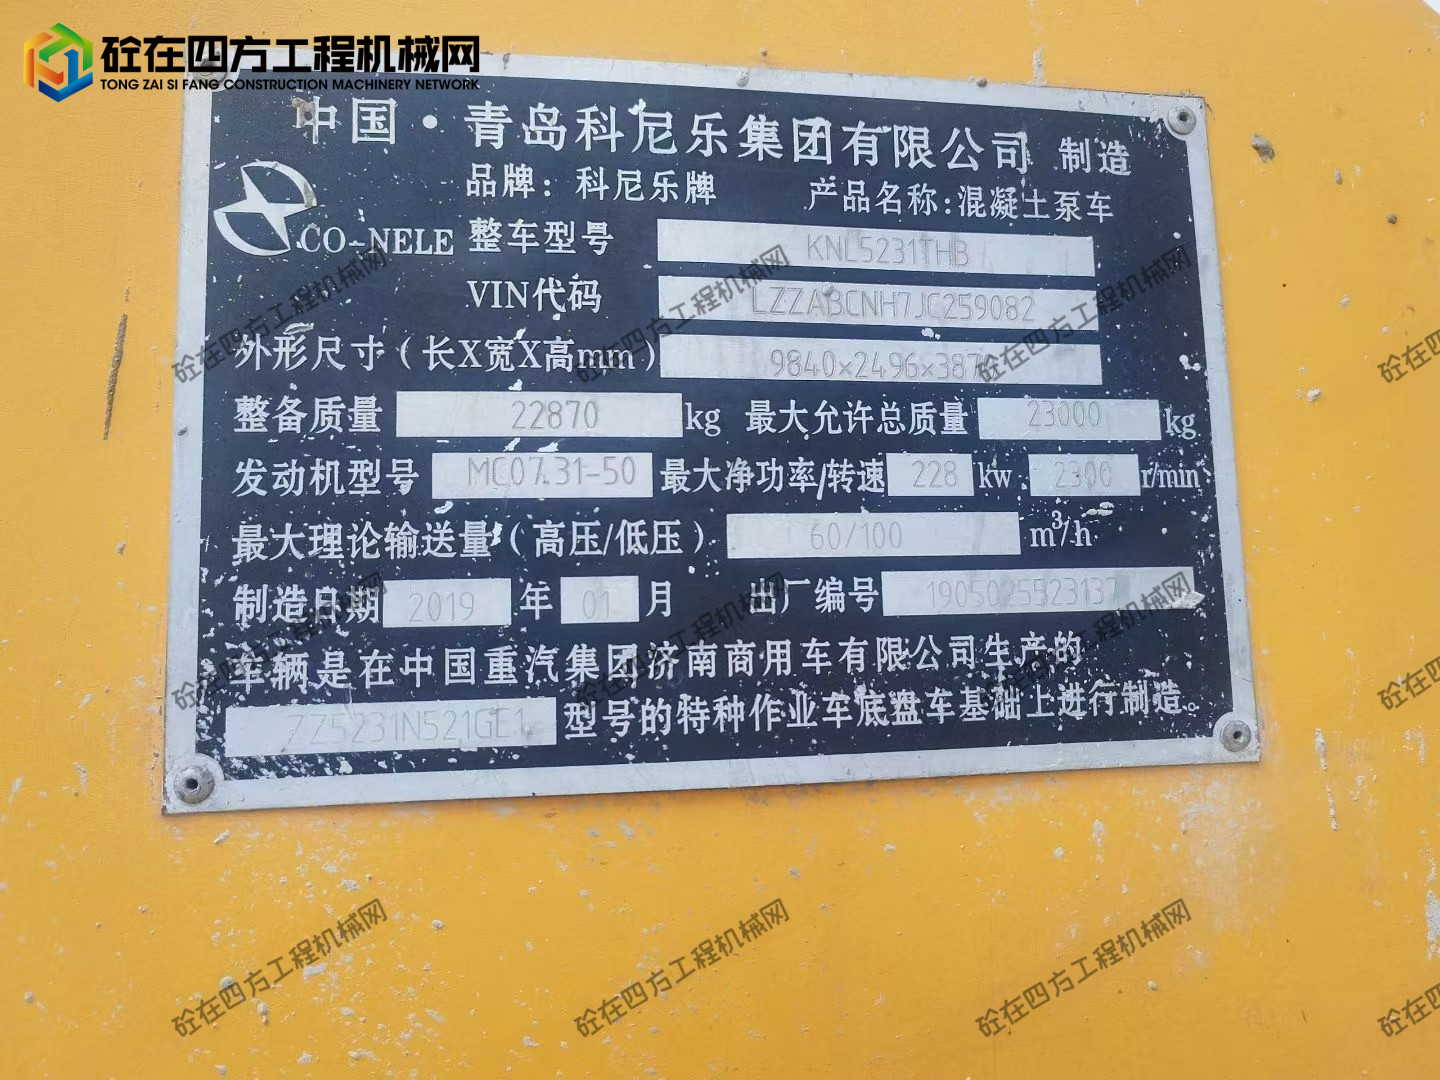 砼在四方工程机械网
TONG ZAI SI FANG CONSTRUCTION MACHINERY NETWORK
中国·青岛科尼乐集团有限公司 制造
品牌：科尼乐牌 产品名称：混凝土泵车
CO-NELE 整车型号 KNL5231THB
VIN代码 LZZABCNH7JC259082
外形尺寸（长X宽X高mm） 9840×2496×3870
整备质量 22870 kg 最大允许总质量 23000 kg
发动机型号 MC07.31-50 最大净功率/转速 228 kw 2300 r/min
最大理论输送量（高压/低压） 60/100 m³/h
制造日期 2019 年 01 月 出厂编号 1905025523137
车辆是在中国重汽集团济南商用车有限公司生产的
ZZ5231N521GE1 型号的特种作业车底盘车基础上进行制造。